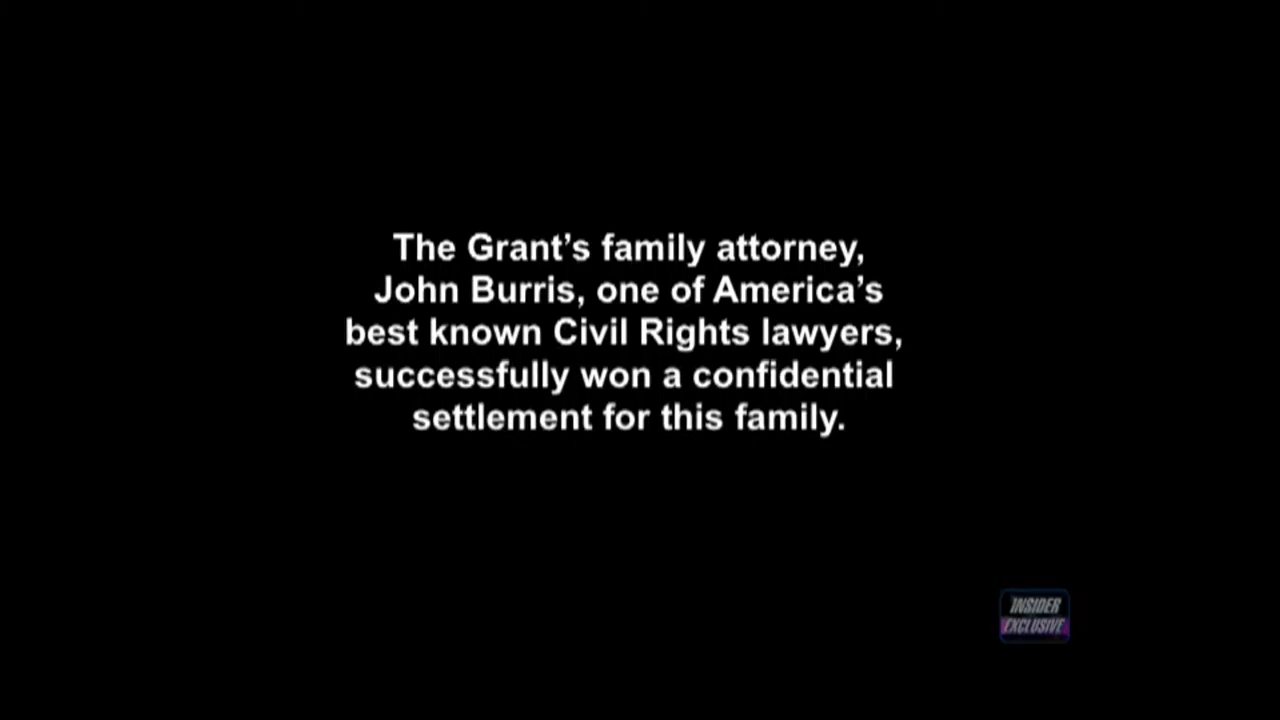 The Grant’s family attorney,
John Burris, one of America’s
best known Civil Rights lawyers,
successfully won a confidential
settlement for this family.
INSIDER
EXCLUSIVE